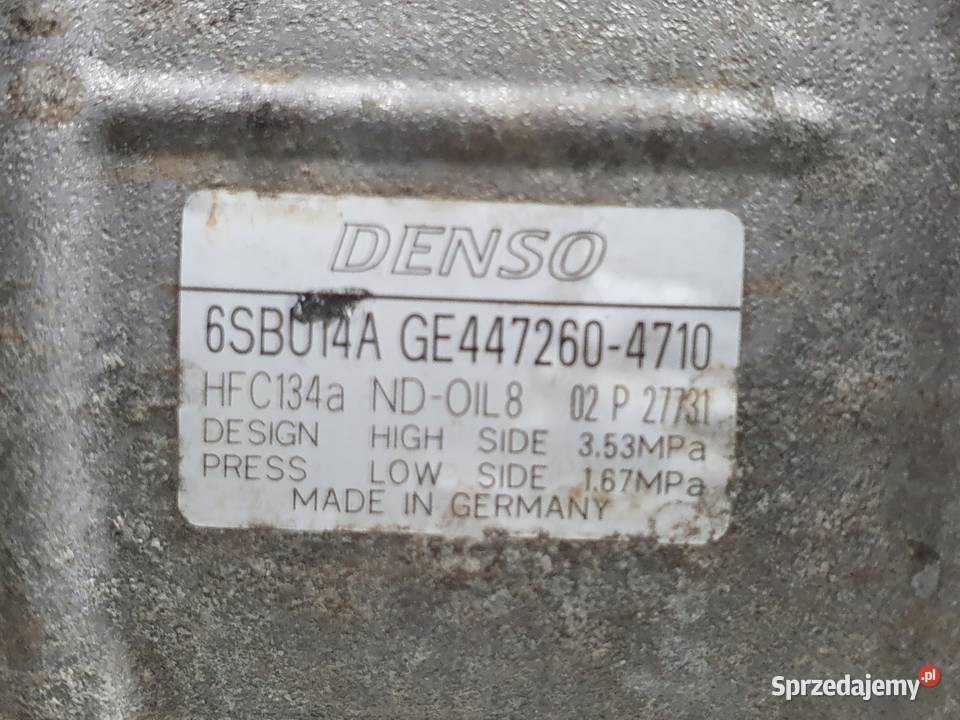 DENSO
6SBU14A GE447260-4710
HFC134a ND-OIL8 02 P 27731
DESIGN HIGH SIDE 3.53MPa
PRESS LOW SIDE 1.67MPa
MADE IN GERMANY
Sprzedajemy.pl